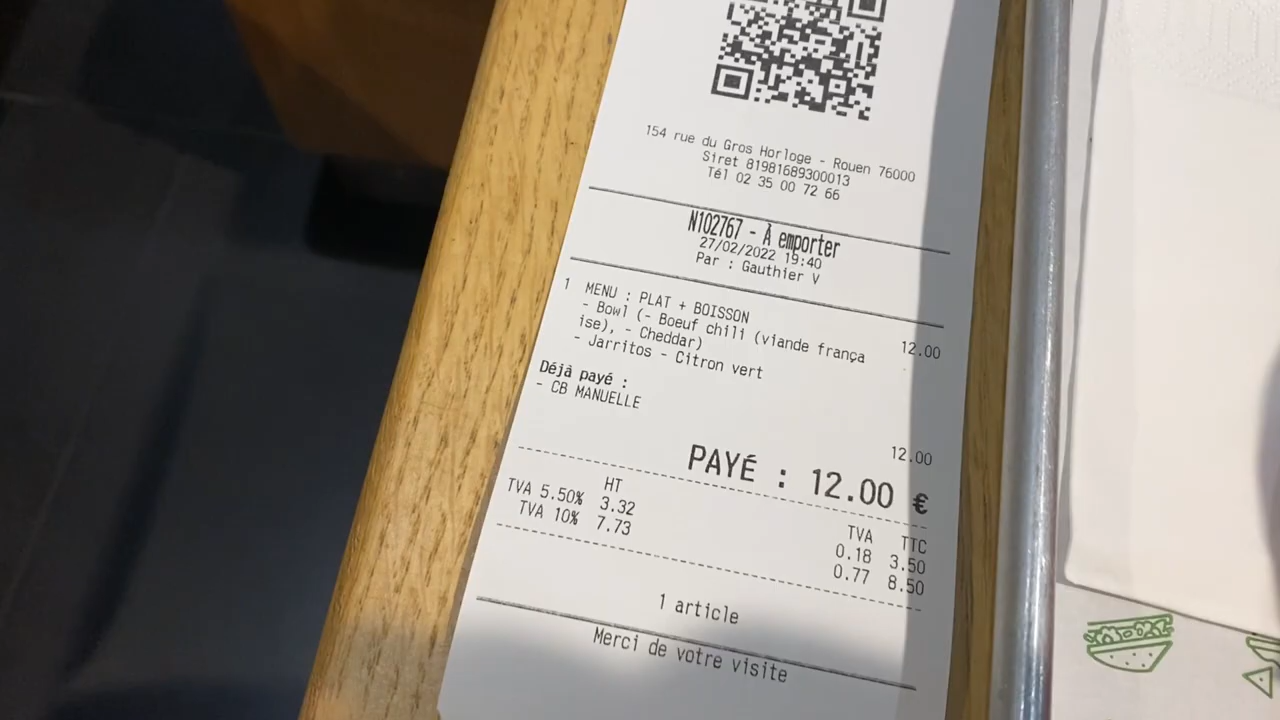 154 rue du Gros Horloge - Rouen 76000
Siret 81981689300013
Tél 02 35 00 72 66
N102767 - À emporter
27/02/2022 19:40
Par : Gauthier V
1 MENU : PLAT + BOISSON 12.00
- Bowl (- Boeuf chili (viande frança
ise), - Cheddar)
- Jarritos - Citron vert
Déjà payé :
- CB MANUELLE 12.00
PAYÉ : 12.00 €
HT TVA TTC
TVA 5.50% 3.32 0.18 3.50
TVA 10% 7.73 0.77 8.50
1 article
Merci de votre visite